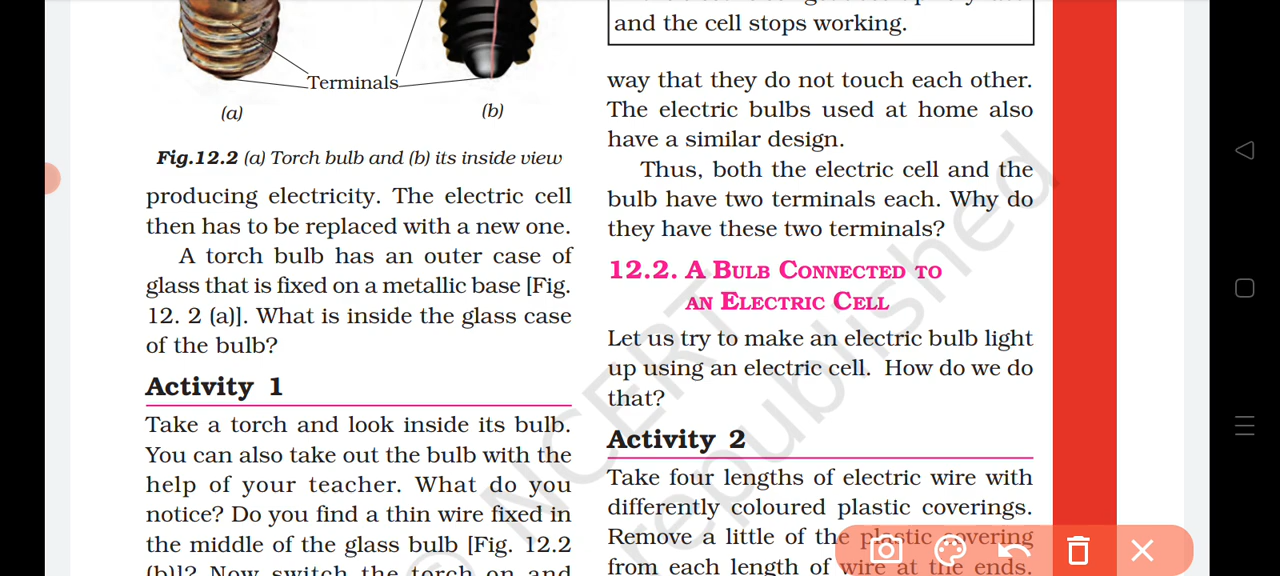 Terminals
(a)
(b)
Fig.12.2 (a) Torch bulb and (b) its inside view
producing electricity. The electric cell
then has to be replaced with a new one.
A torch bulb has an outer case of
glass that is fixed on a metallic base [Fig.
12. 2 (a)]. What is inside the glass case
of the bulb?
Activity 1
Take a torch and look inside its bulb.
You can also take out the bulb with the
help of your teacher. What do you
notice? Do you find a thin wire fixed in
the middle of the glass bulb [Fig. 12.2
(b)]? Now switch the torch on and
and the cell stops working.
way that they do not touch each other.
The electric bulbs used at home also
have a similar design.
Thus, both the electric cell and the
bulb have two terminals each. Why do
they have these two terminals?
12.2. A BULB CONNECTED TO
AN ELECTRIC CELL
Let us try to make an electric bulb light
up using an electric cell. How do we do
that?
Activity 2
Take four lengths of electric wire with
differently coloured plastic coverings.
Remove a little of the plastic covering
from each length of wire at the ends.
© NCERT
republished